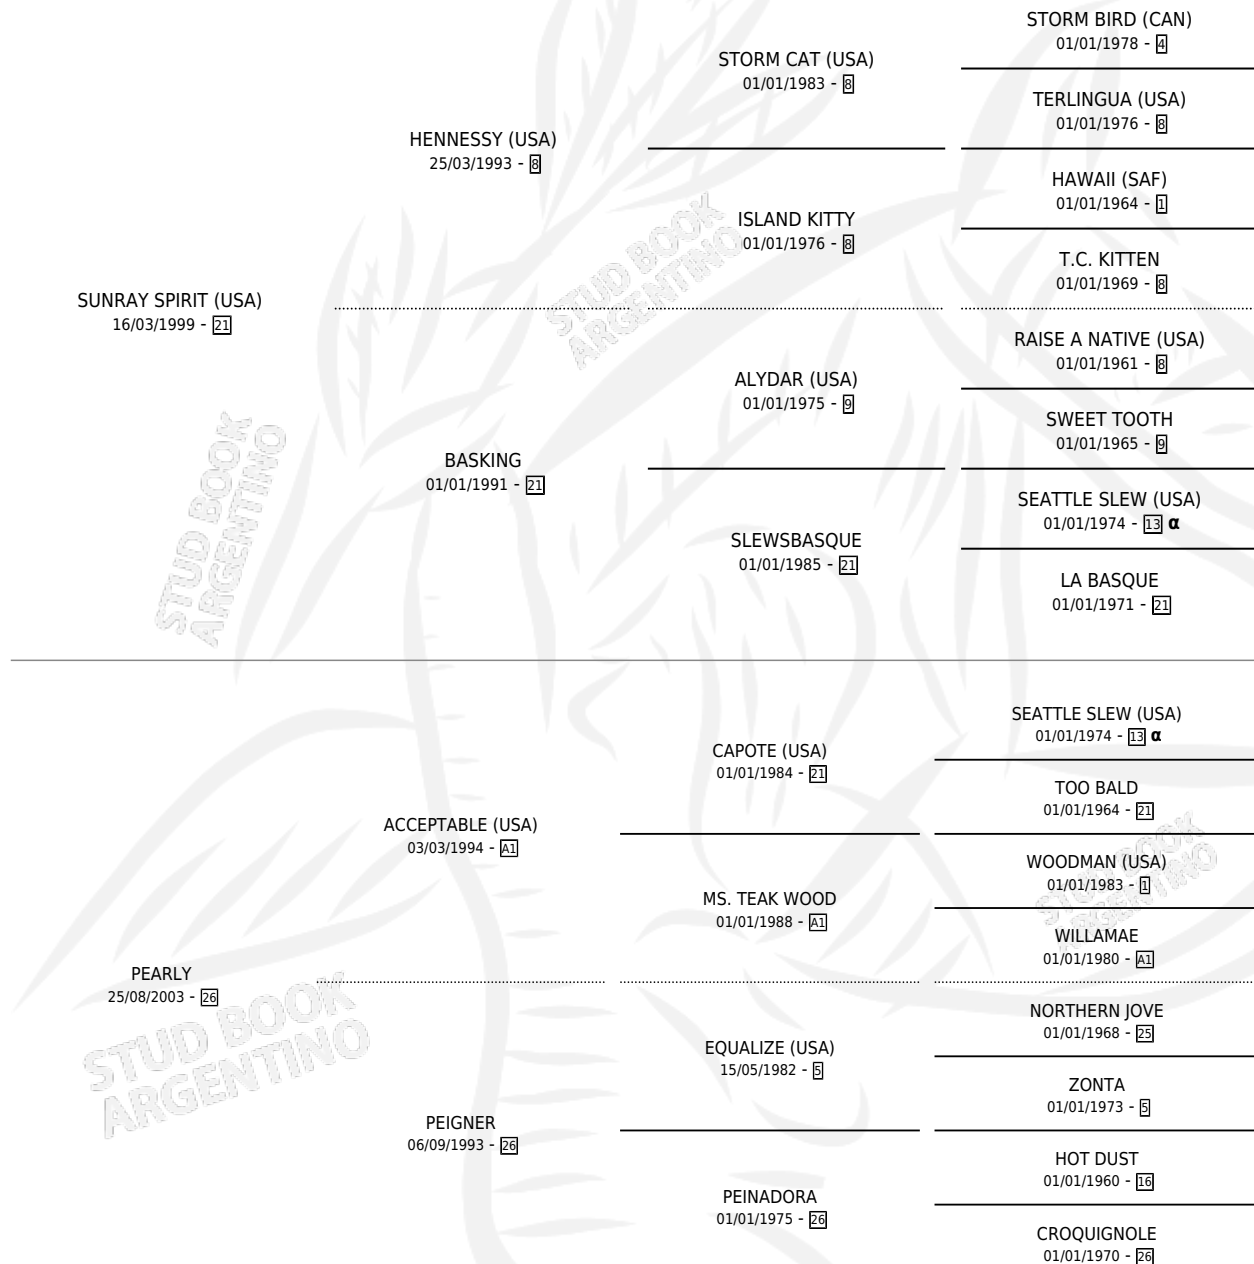 STORM BIRD (CAN)
01/01/1978 - 4
STORM CAT (USA)
01/01/1983 - 8
TERLINGUA (USA)
01/01/1976 - 8
HENNESSY (USA)
25/03/1993 - 8
HAWAII (SAF)
01/01/1964 - 1
ISLAND KITTY
01/01/1976 - 8
T.C. KITTEN
01/01/1969 - 8
SUNRAY SPIRIT (USA)
16/03/1999 - 21
RAISE A NATIVE (USA)
01/01/1961 - 8
ALYDAR (USA)
01/01/1975 - 9
SWEET TOOTH
01/01/1965 - 9
BASKING
01/01/1991 - 21
SEATTLE SLEW (USA)
01/01/1974 - 13 α
SLEWSBASQUE
01/01/1985 - 21
LA BASQUE
01/01/1971 - 21
SEATTLE SLEW (USA)
01/01/1974 - 13 α
CAPOTE (USA)
01/01/1984 - 21
TOO BALD
01/01/1964 - 21
ACCEPTABLE (USA)
03/03/1994 - A1
WOODMAN (USA)
01/01/1983 - 1
MS. TEAK WOOD
01/01/1988 - A1
WILLAMAE
01/01/1980 - A1
PEARLY
25/08/2003 - 26
NORTHERN JOVE
01/01/1968 - 25
EQUALIZE (USA)
15/05/1982 - 5
ZONTA
01/01/1973 - 5
PEIGNER
06/09/1993 - 26
HOT DUST
01/01/1960 - 16
PEINADORA
01/01/1975 - 26
CROQUIGNOLE
01/01/1970 - 26
STUD BOOK
ARGENTINO
STUD BOOK
ARGENTINO
STUD BOOK
ARGENTINO
STUD BOOK
ARGENTINO